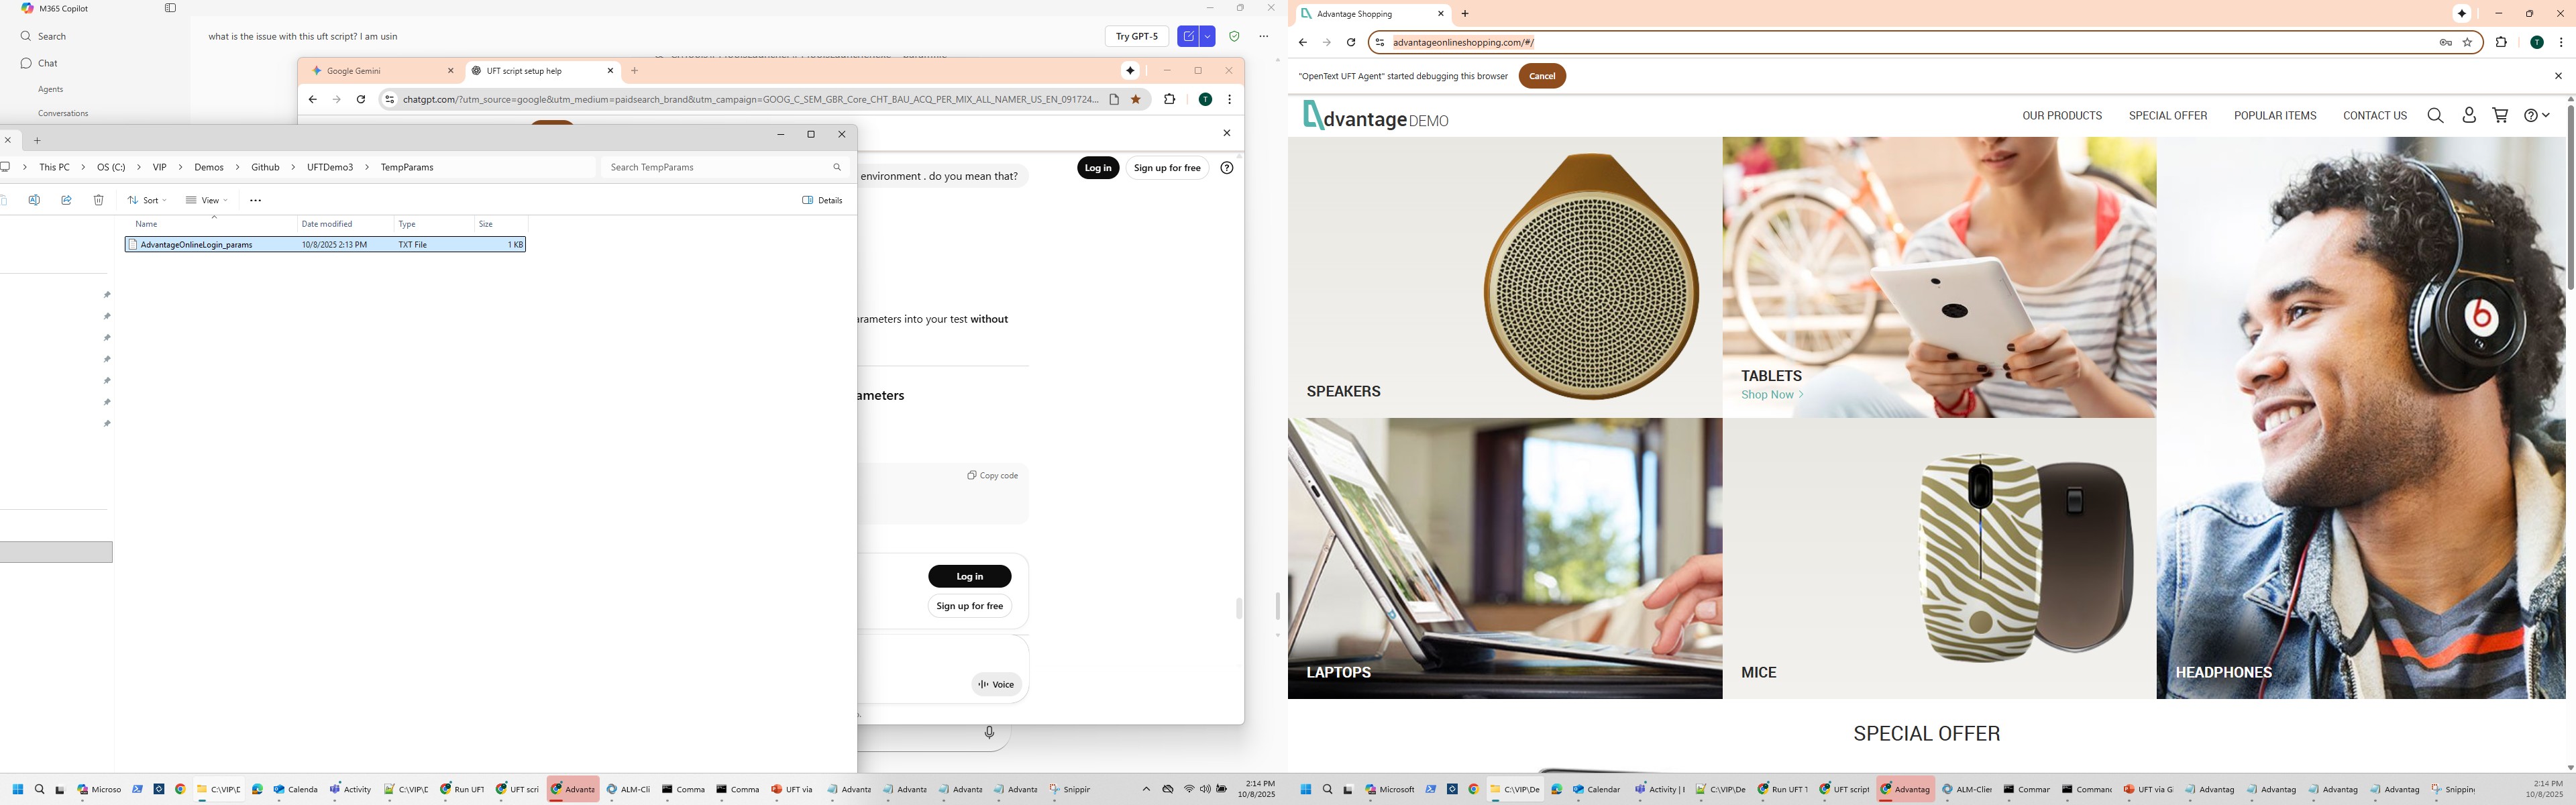 M365 Copilot
Search
what is the issue with this uft script? I am usin
Try GPT-5
Chat
Agents
Conversations
Google Gemini
UFT script setup help
chatgpt.com/?utm_source=google&utm_medium=paidsearch_brand&utm_campaign=GOOG_C_SEM_GBR_Core_CHT_BAU_ACQ_PER_MIX_ALL_NAMER_US_EN_091724...
This PC > OS (C:) > VIP > Demos > Github > UFTDemo3 > TempParams
Search TempParams
Sort
View
Details
Name
Date modified
Type
Size
AdvantageOnlineLogin_params
10/8/2025 2:13 PM
TXT File
1 KB
environment . do you mean that?
Log in
Sign up for free
arameters into your test without
ameters
Copy code
Log in
Sign up for free
Voice
Advantage Shopping
advantageonlineshopping.com/#/
"OpenText UFT Agent" started debugging this browser
Cancel
dvantage DEMO
OUR PRODUCTS
SPECIAL OFFER
POPULAR ITEMS
CONTACT US
SPEAKERS
TABLETS
Shop Now >
LAPTOPS
MICE
HEADPHONES
SPECIAL OFFER
Microso
C:\VIP\D
Calenda
Activity
C:\VIP\D
Run UFT
UFT scri
Advanta
ALM-Cli
Comma
Comma
UFT via
Advanta
Advanta
Advanta
Advanta
Snippin
2:14 PM
10/8/2025
Microsoft
C:\VIP\De
Calendar
Activity |
C:\VIP\De
Run UFT
UFT script
Advantag
ALM-Clier
Commar
Command
UFT via G
Advantag
Advantag
Advantag
Advantag
Snipping
2:14 PM
10/8/2025